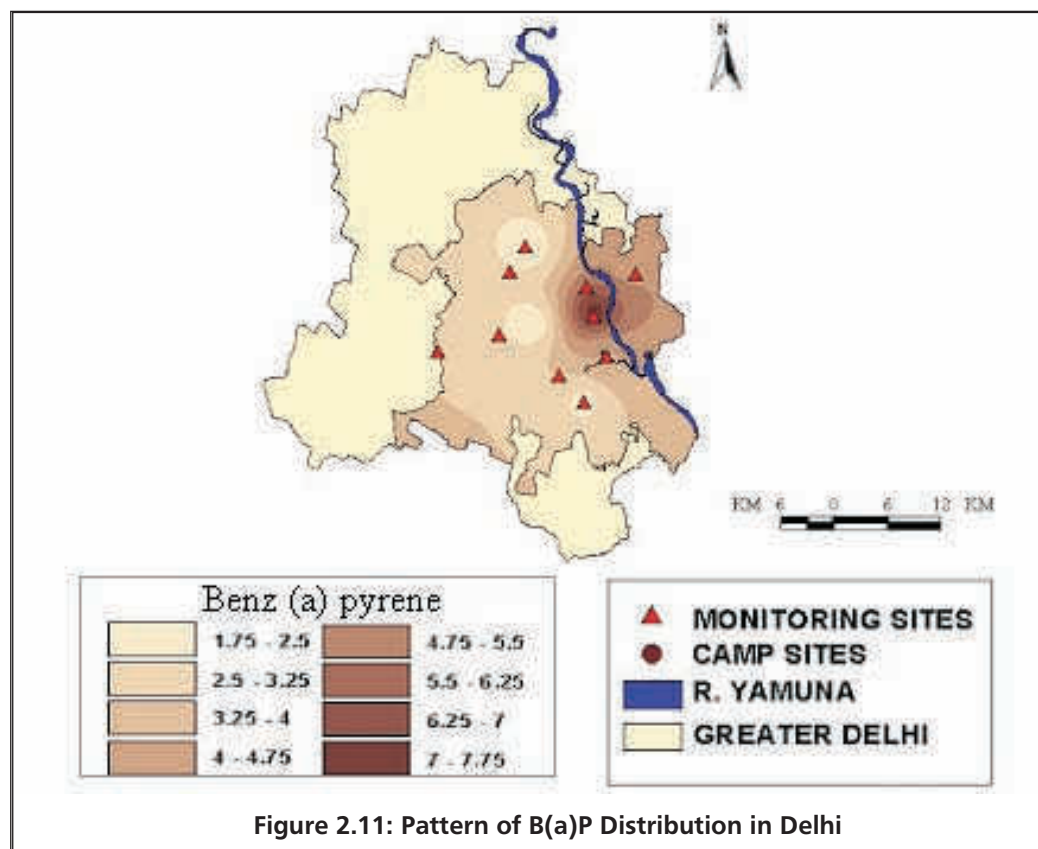 N
KM 6 0 6 12 KM
Benz (a) pyrene
1.75 - 2.5
2.5 - 3.25
3.25 - 4
4 - 4.75
4.75 - 5.5
5.5 - 6.25
6.25 - 7
7 - 7.75
MONITORING SITES
CAMP SITES
R. YAMUNA
GREATER DELHI
Figure 2.11: Pattern of B(a)P Distribution in Delhi